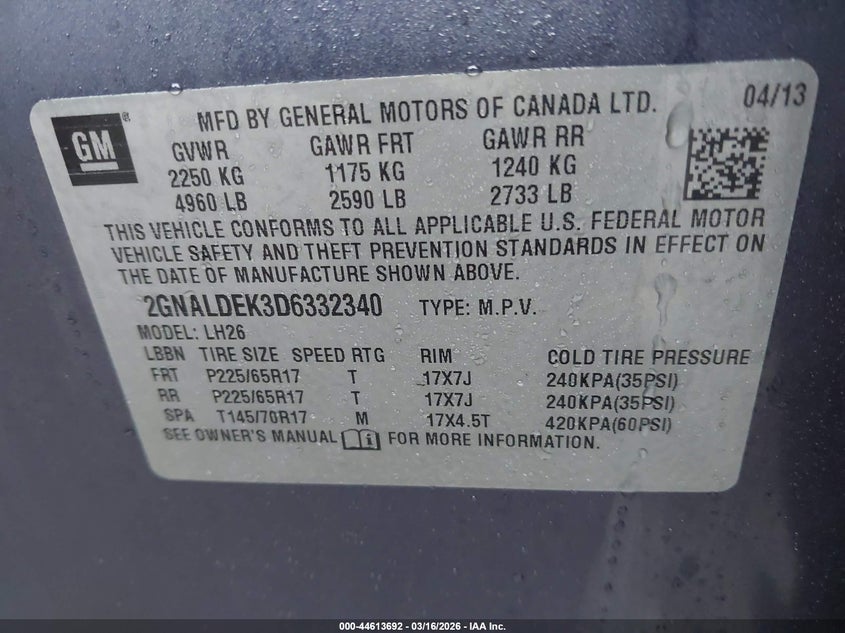 GM®
MFD BY GENERAL MOTORS OF CANADA LTD. 04/13
GVWR GAWR FRT GAWR RR
2250 KG 1175 KG 1240 KG
4960 LB 2590 LB 2733 LB
THIS VEHICLE CONFORMS TO ALL APPLICABLE U.S. FEDERAL MOTOR
VEHICLE SAFETY AND THEFT PREVENTION STANDARDS IN EFFECT ON
THE DATE OF MANUFACTURE SHOWN ABOVE.
2GNALDEK3D6332340 TYPE: M.P.V.
MODEL: LH26
LBBN TIRE SIZE SPEED RTG RIM COLD TIRE PRESSURE
FRT P225/65R17 T 17X7J 240KPA(35PSI)
RR P225/65R17 T 17X7J 240KPA(35PSI)
SPA T145/70R17 M 17X4.5T 420KPA(60PSI)
SEE OWNER'S MANUAL FOR MORE INFORMATION.
000-44613692 - 03/16/2026 - IAA Inc.